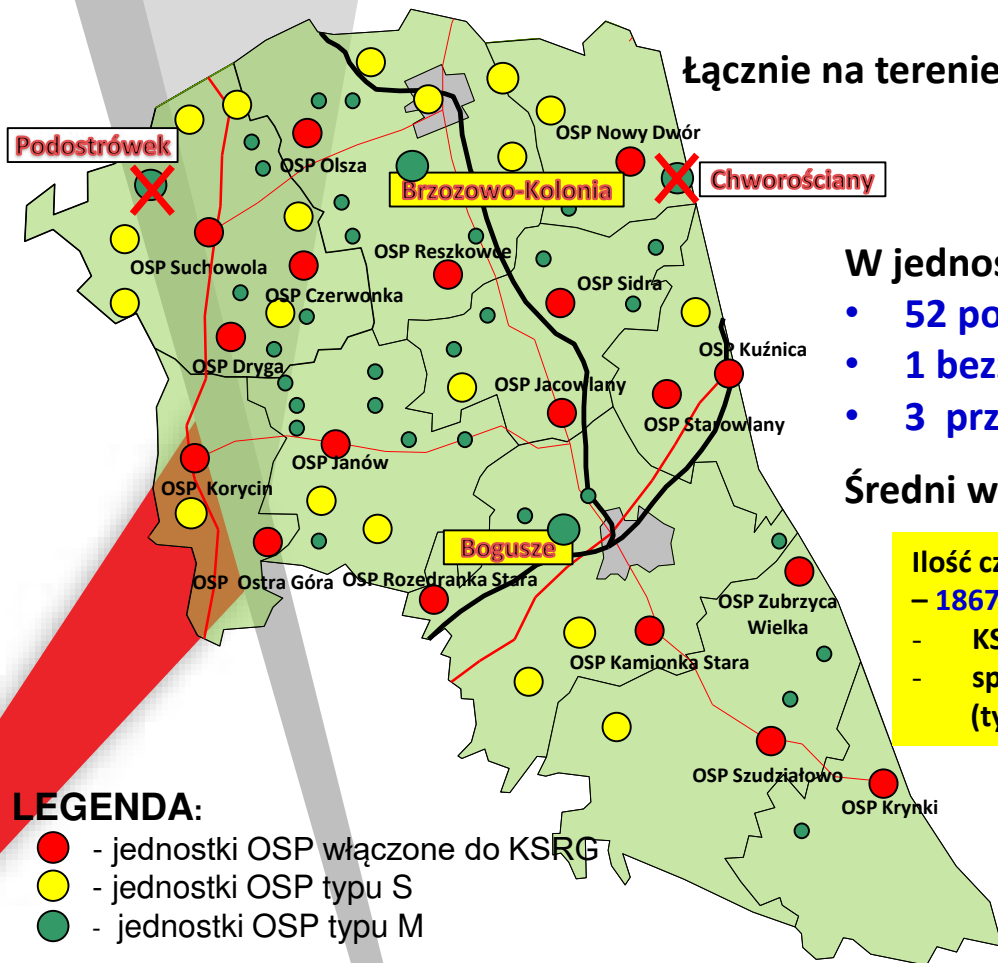 Łącznie na terenie
OSP Nowy Dwór
Podostrówek
OSP Olsza
Brzozowo-Kolonia
Chworościany
OSP Suchowola
OSP Reszkowce
OSP Czerwonka
OSP Sidra
W jednos
• 52 po
OSP Dryga
OSP Kuźnica
• 1 bez
OSP Jacowlany
OSP Starowlany
• 3 prz
OSP Janów
OSP Korycin
Średni w
Bogusze
OSP Ostra Góra
OSP Rozedranka Stara
OSP Zubrzyca
Wielka
Ilość cz
– 1867
- KS
- sp
(ty
OSP Kamionka Stara
OSP Szudziałowo
OSP Krynki
LEGENDA:
- jednostki OSP włączone do KSRG
- jednostki OSP typu S
- jednostki OSP typu M